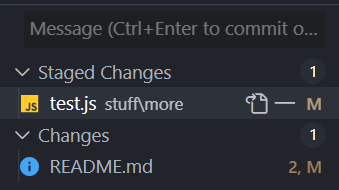 Message (Ctrl+Enter to commit o...
Staged Changes 1
JS test.js stuff\more M
Changes 1
README.md 2, M